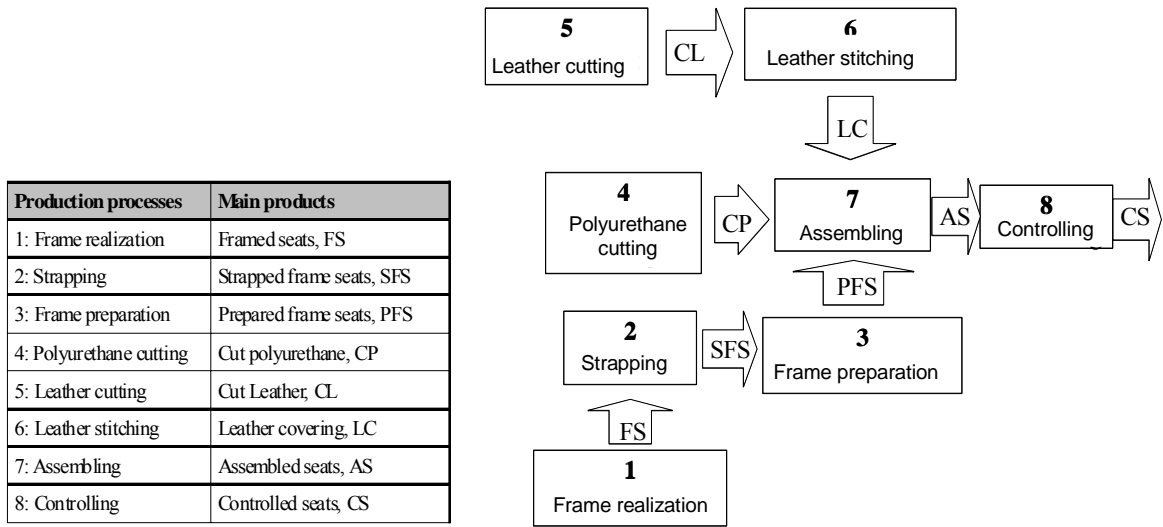 Production processes Main products
1: Frame realization Framed seats, FS
2: Strapping Strapped frame seats, SFS
3: Frame preparation Prepared frame seats, PFS
4: Polyurethane cutting Cut polyurethane, CP
5: Leather cutting Cut Leather, CL
6: Leather stitching Leather covering, LC
7: Assembling Assembled seats, AS
8: Controlling Controlled seats, CS
5
Leather cutting
CL
6
Leather stitching
LC
4
Polyurethane
cutting
CP
7
Assembling
AS
8
Controlling
CS
PFS
2
Strapping
SFS
3
Frame preparation
FS
1
Frame realization